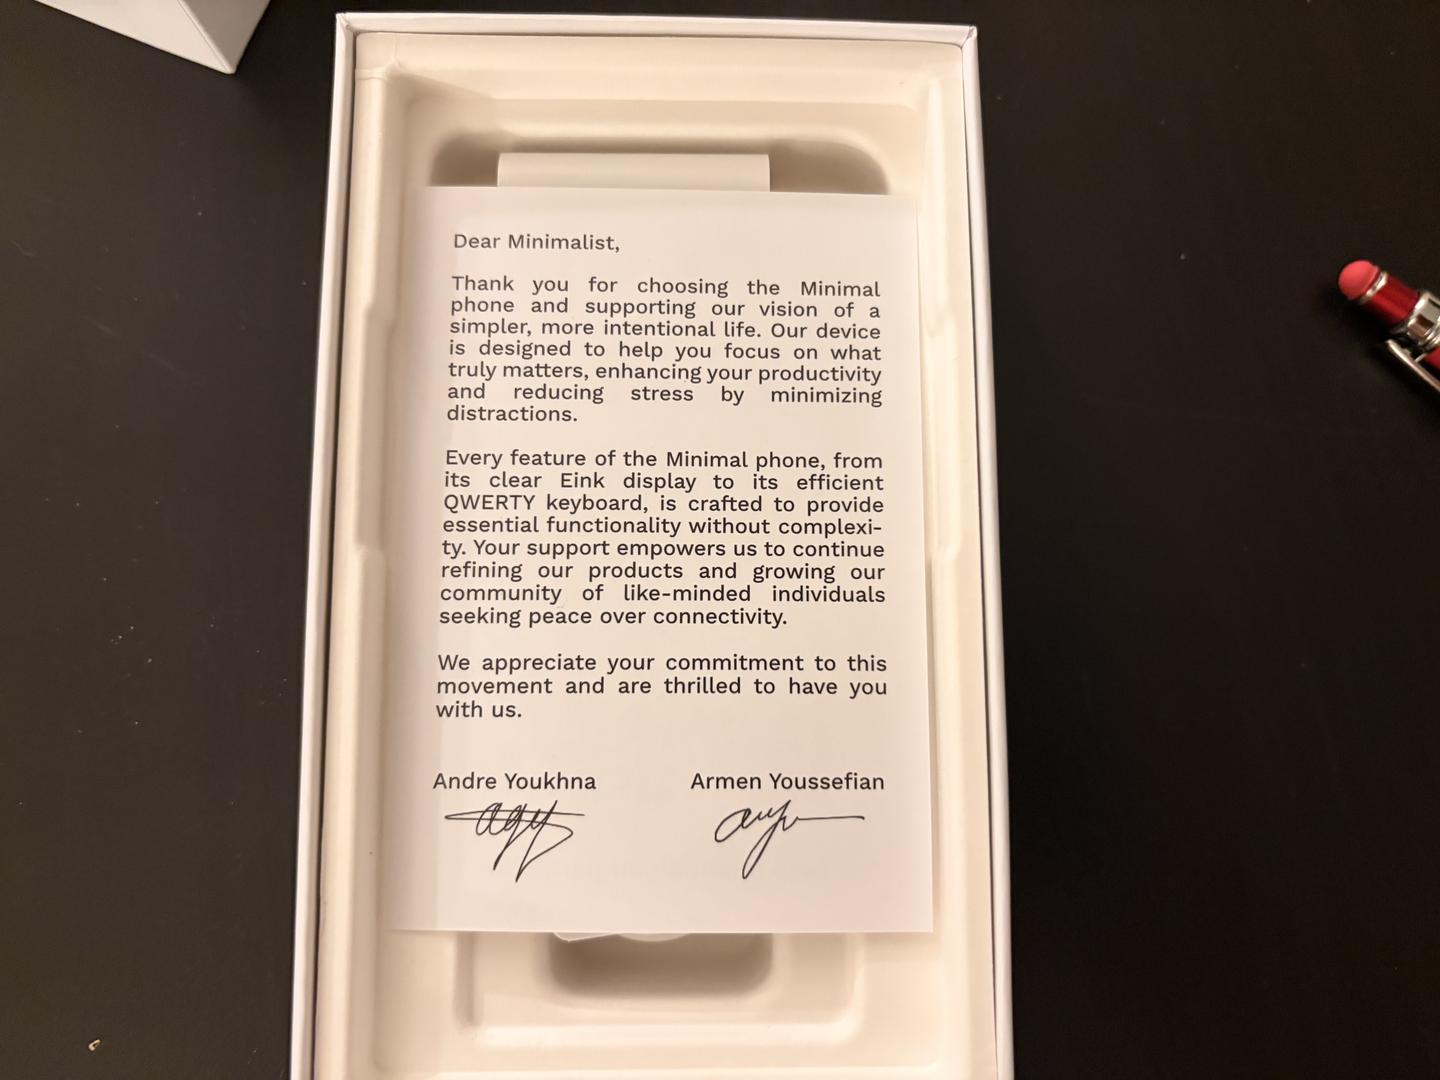 Dear Minimalist,
Thank you for choosing the Minimal
phone and supporting our vision of a
simpler, more intentional life. Our device
is designed to help you focus on what
truly matters, enhancing your productivity
and reducing stress by minimizing
distractions.
Every feature of the Minimal phone, from
its clear Eink display to its efficient
QWERTY keyboard, is crafted to provide
essential functionality without complexi-
ty. Your support empowers us to continue
refining our products and growing our
community of like-minded individuals
seeking peace over connectivity.
We appreciate your commitment to this
movement and are thrilled to have you
with us.
Andre Youkhna Armen Youssefian